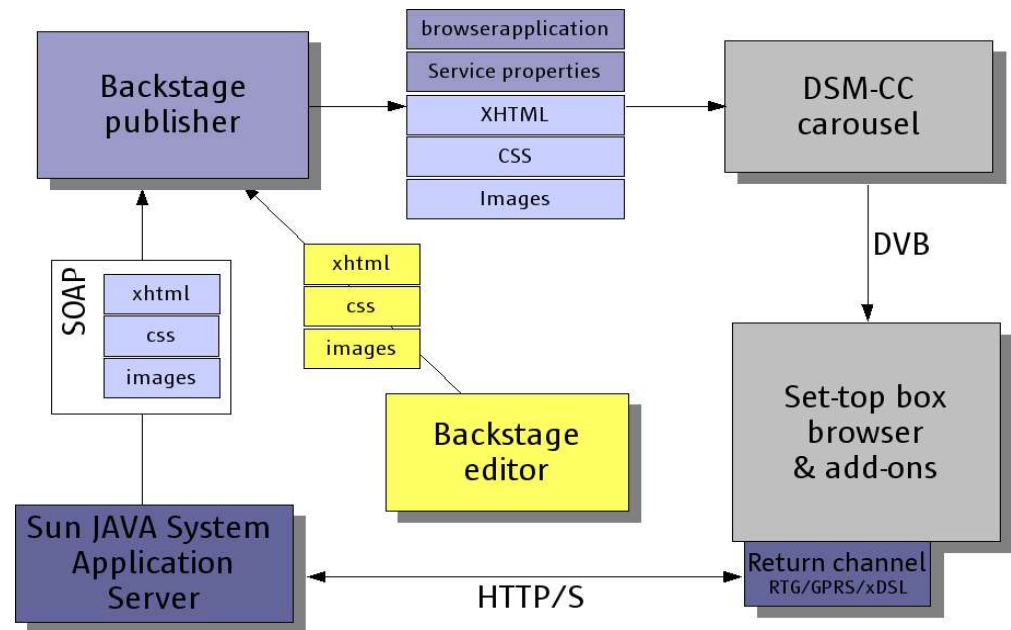 Backstage
publisher
browserapplication
Service properties
XHTML
CSS
Images
DSM-CC
carousel
DVB
SOAP
xhtml
css
images
xhtml
css
images
Backstage
editor
Set-top box
browser
& add-ons
Sun JAVA System
Application
Server
HTTP/S
Return channel
RTG/GPRS/xDSL